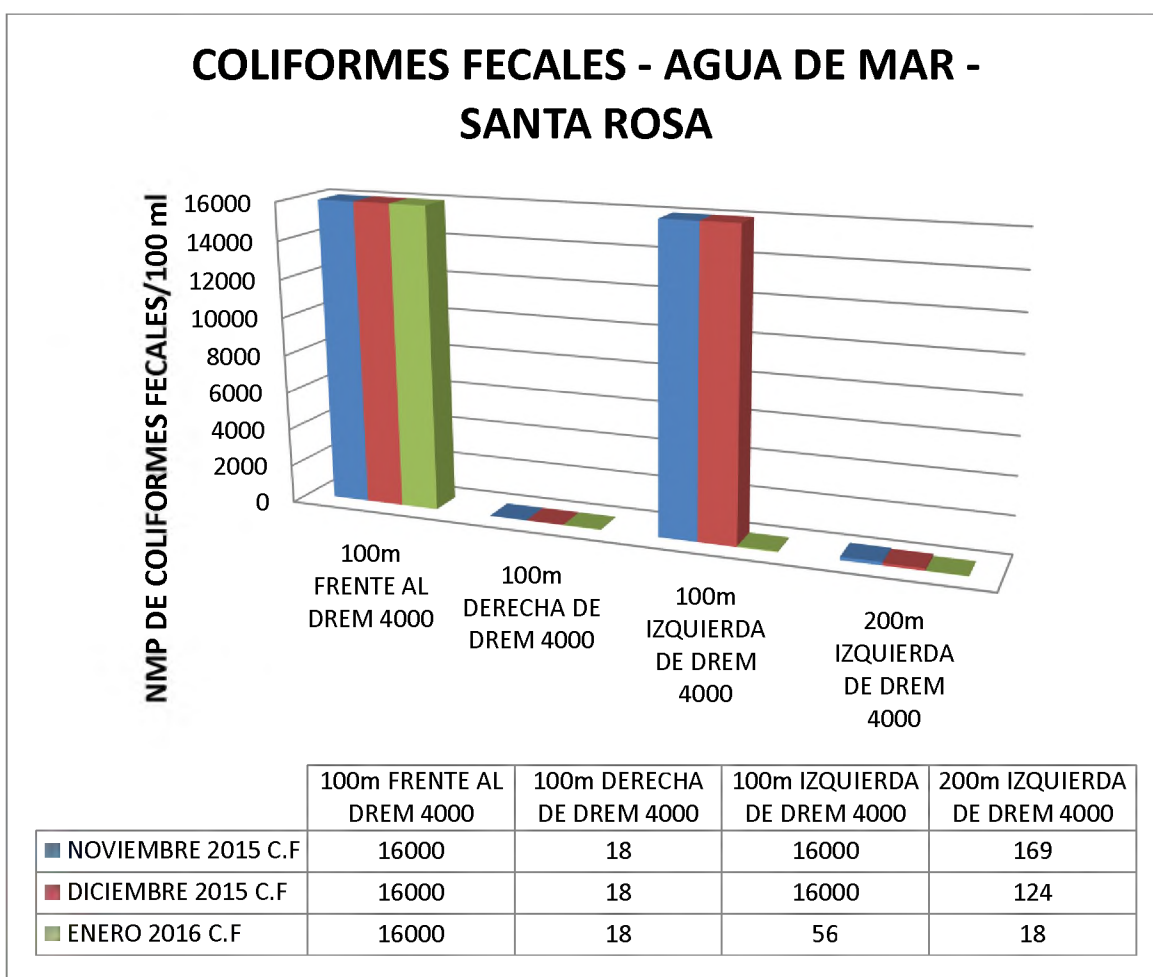 COLIFORMES FECALES - AGUA DE MAR -
SANTA ROSA
NMP DE COLIFORMES FECALES/100 ml
16000
14000
12000
10000
8000
6000
4000
2000
0
100m
FRENTE AL
DREM 4000
100m
DERECHA DE
DREM 4000
100m
IZQUIERDA
DE DREM
4000
200m
IZQUIERDA
DE DREM
4000
100m FRENTE AL DREM 4000
100m DERECHA DE DREM 4000
100m IZQUIERDA DE DREM 4000
200m IZQUIERDA DE DREM 4000
NOVIEMBRE 2015 C.F 16000 18 16000 169
DICIEMBRE 2015 C.F 16000 18 16000 124
ENERO 2016 C.F 16000 18 56 18